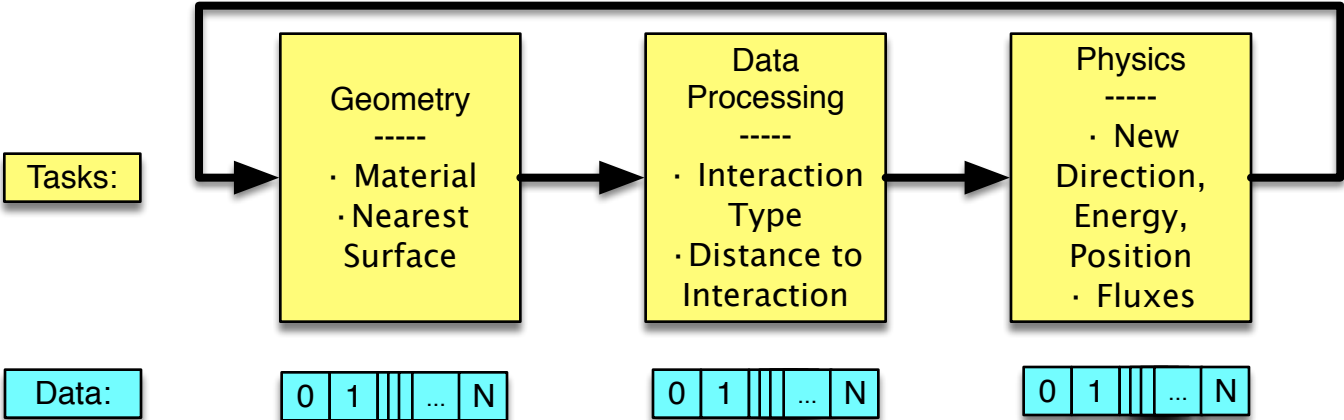 Tasks:
Geometry
-----
· Material
· Nearest
Surface
Data
Processing
-----
· Interaction
Type
· Distance to
Interaction
Physics
-----
· New
Direction,
Energy,
Position
· Fluxes
Data:
0 1 ... N
0 1 ... N
0 1 ... N